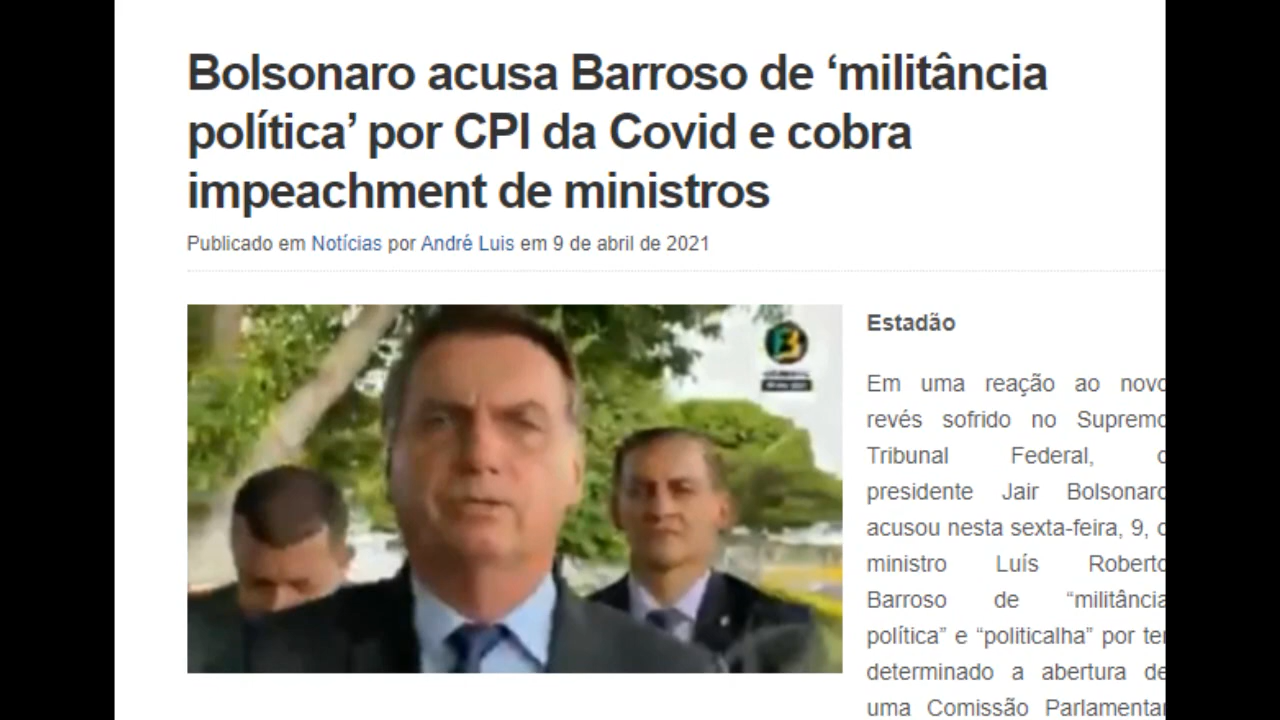 Bolsonaro acusa Barroso de ‘militância
política’ por CPI da Covid e cobra
impeachment de ministros
Publicado em Notícias por André Luis em 9 de abril de 2021
Estadão
Em uma reação ao novo
revés sofrido no Supremo
Tribunal Federal, o
presidente Jair Bolsonaro
acusou nesta sexta-feira, 9, o
ministro Luís Roberto
Barroso de “militância
política” e “politicalha” por ter
determinado a abertura de
uma Comissão Parlamentar